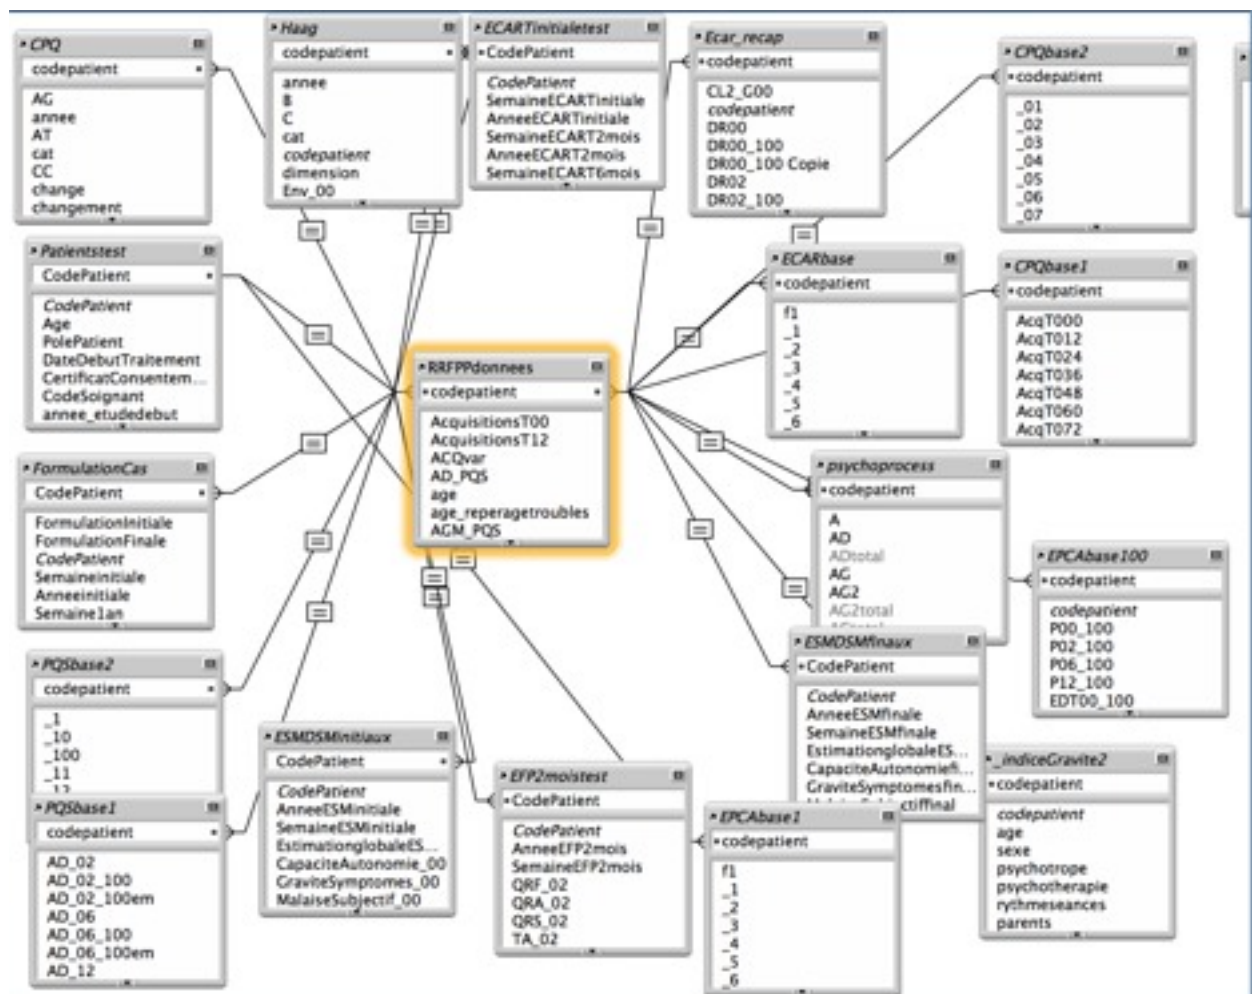 CPQ
codepatient
AG
annee
AT
cat
CC
change
changement
Haag
codepatient
annee
B
C
cat
codepatient
dimension
Env_00
ECARTinitialetest
CodePatient
CodePatient
SemaineECARTinitiale
AnneeECARTinitiale
SemaineECART2mois
AnneeECART2mois
SemaineECART6mois
Ecar_recap
codepatient
CL2_G00
codepatient
DR00
DR00_100
DR00_100 Copie
DR02
DR02_100
CPQbase2
codepatient
_01
_02
_03
_04
_05
_06
_07
Patientstest
CodePatient
CodePatient
Age
PolePatient
DateDebutTraitement
CertificatConsentem...
CodeSoignant
annee_etudedebut
ECARbase
codepatient
f1
_1
_2
_3
_4
_5
_6
CPQbase1
codepatient
AcqT000
AcqT012
AcqT024
AcqT036
AcqT048
AcqT060
AcqT072
RRFPPdonnees
codepatient
AcquisitionsT00
AcquisitionsT12
ACQvar
AD_PQS
age
age_reperagetroubles
AGM_PQS
FormulationCas
CodePatient
FormulationInitiale
FormulationFinale
CodePatient
Semaineinitiale
Anneeinitiale
Semaine1an
psychoprocess
codepatient
A
AD
ADtotal
AG
AG2
AG2total
EPCAbase100
codepatient
codepatient
P00_100
P02_100
P06_100
P12_100
EDT00_100
PQSbase2
codepatient
_1
_10
_100
_11
_12
ESMDSMfinaux
CodePatient
CodePatient
AnneeESMfinale
SemaineESMfinale
EstimationglobaleES...
CapaciteAutonomiefi...
GraviteSymptomesfin...
ESMDSMinitiaux
CodePatient
CodePatient
AnneeESMinitiale
SemaineESMinitiale
EstimationglobaleES...
CapaciteAutonomie_00
GraviteSymptomes_00
MalaiseSubjectif_00
PQSbase1
codepatient
AD_02
AD_02_100
AD_02_100em
AD_06
AD_06_100
AD_06_100em
AD_12
EFP2moistest
CodePatient
CodePatient
AnneeEFP2mois
SemaineEFP2mois
QRF_02
QRA_02
QRS_02
TA_02
EPCAbase1
codepatient
f1
_1
_2
_3
_4
_5
_6
_indiceGravite2
codepatient
codepatient
age
sexe
psychotrope
psychotherapie
rythmeseances
parents